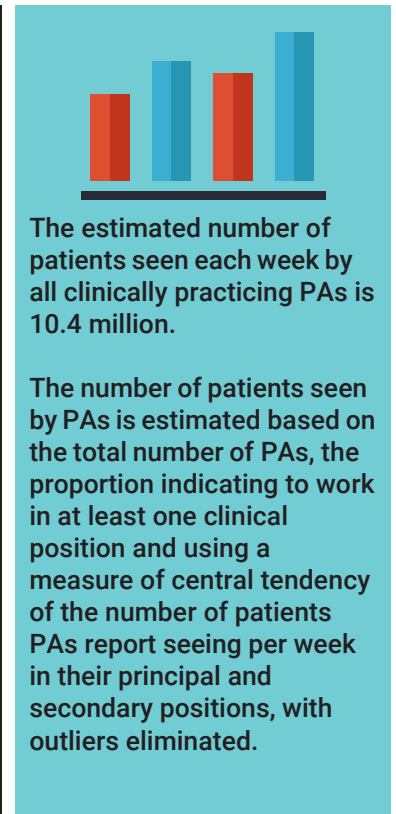 The estimated number of
patients seen each week by
all clinically practicing PAs is
10.4 million.
The number of patients seen
by PAs is estimated based on
the total number of PAs, the
proportion indicating to work
in at least one clinical
position and using a
measure of central tendency
of the number of patients
PAs report seeing per week
in their principal and
secondary positions, with
outliers eliminated.